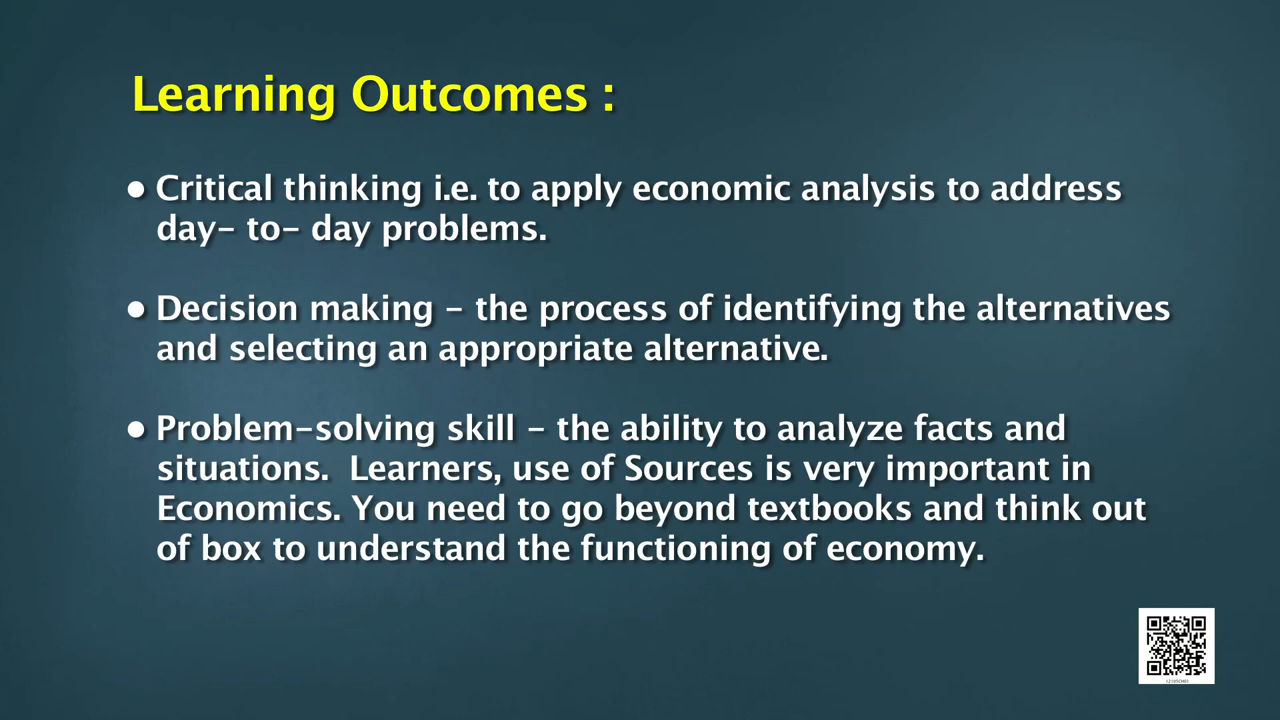 Learning Outcomes :
• Critical thinking i.e. to apply economic analysis to address
day- to- day problems.
• Decision making - the process of identifying the alternatives
and selecting an appropriate alternative.
• Problem-solving skill - the ability to analyze facts and
situations.  Learners, use of Sources is very important in
Economics. You need to go beyond textbooks and think out
of box to understand the functioning of economy.